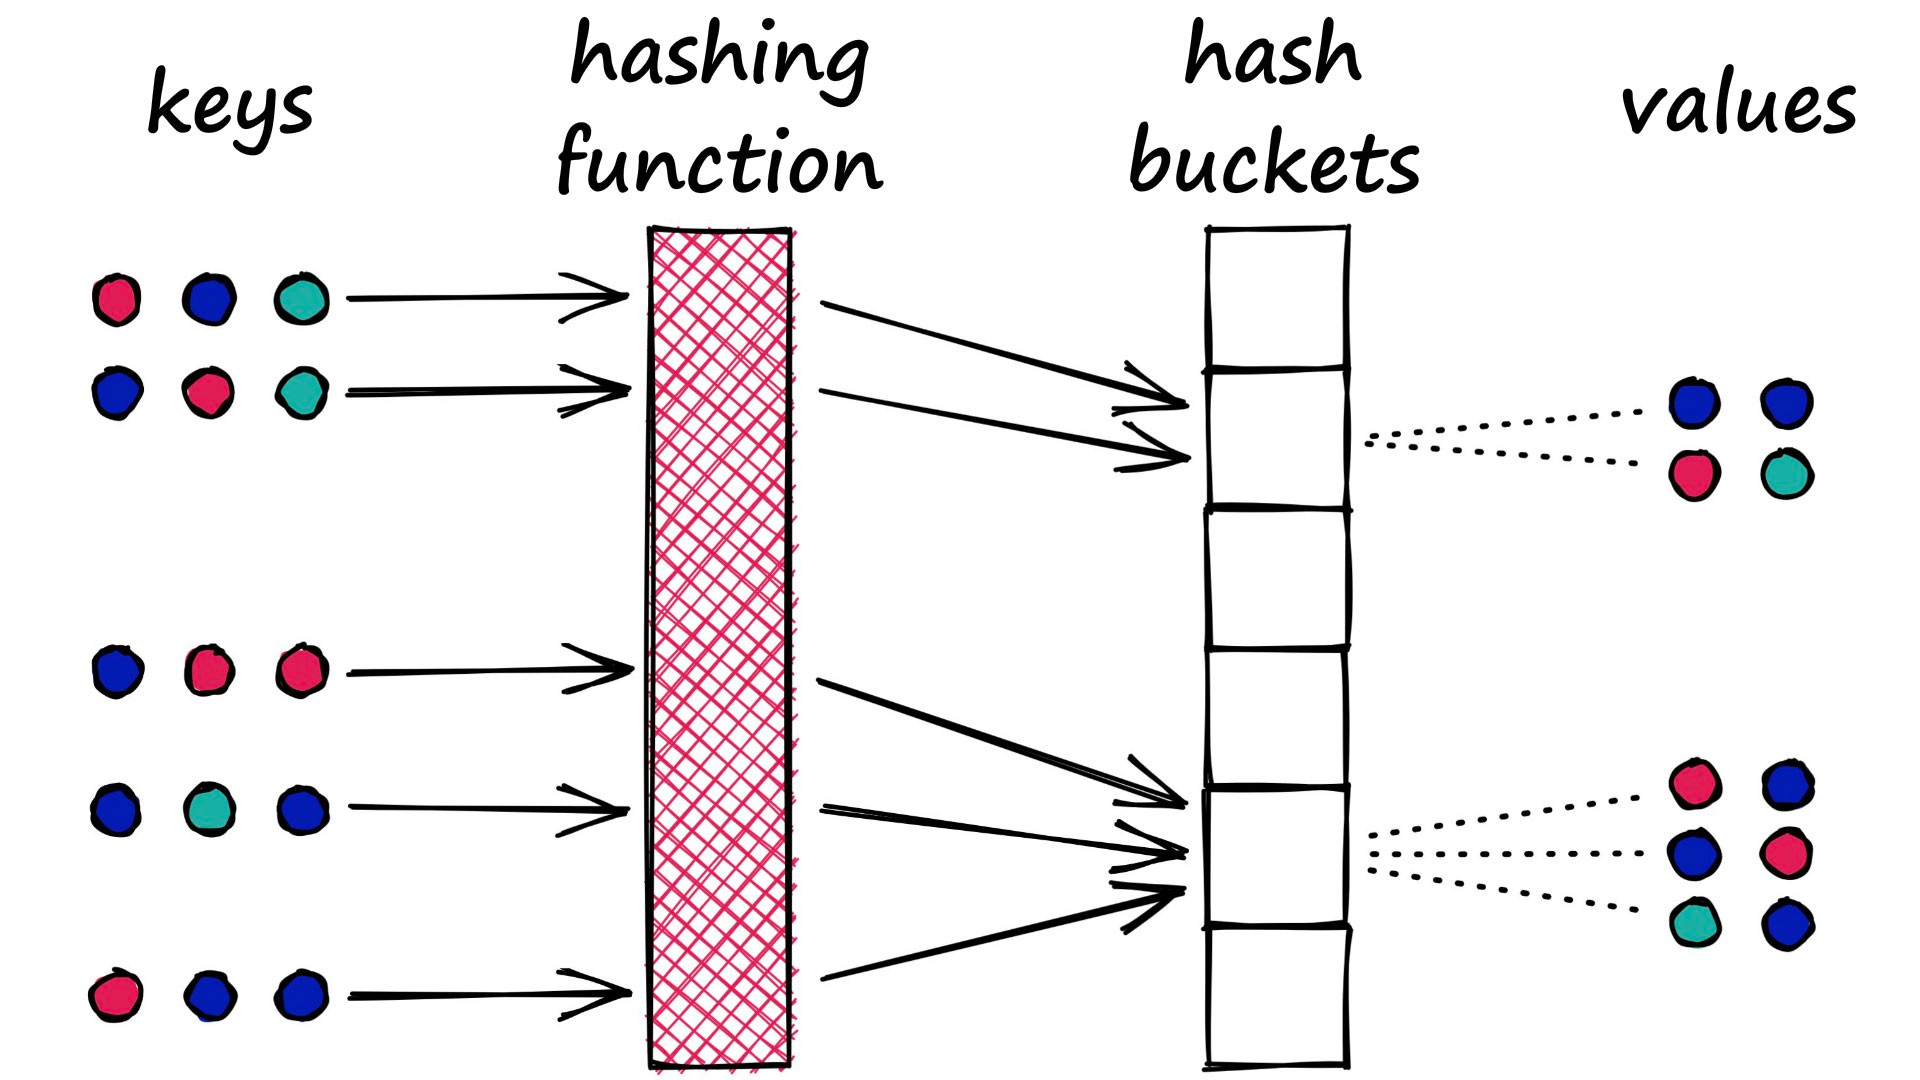 keys
hashing
function
hash
buckets
values